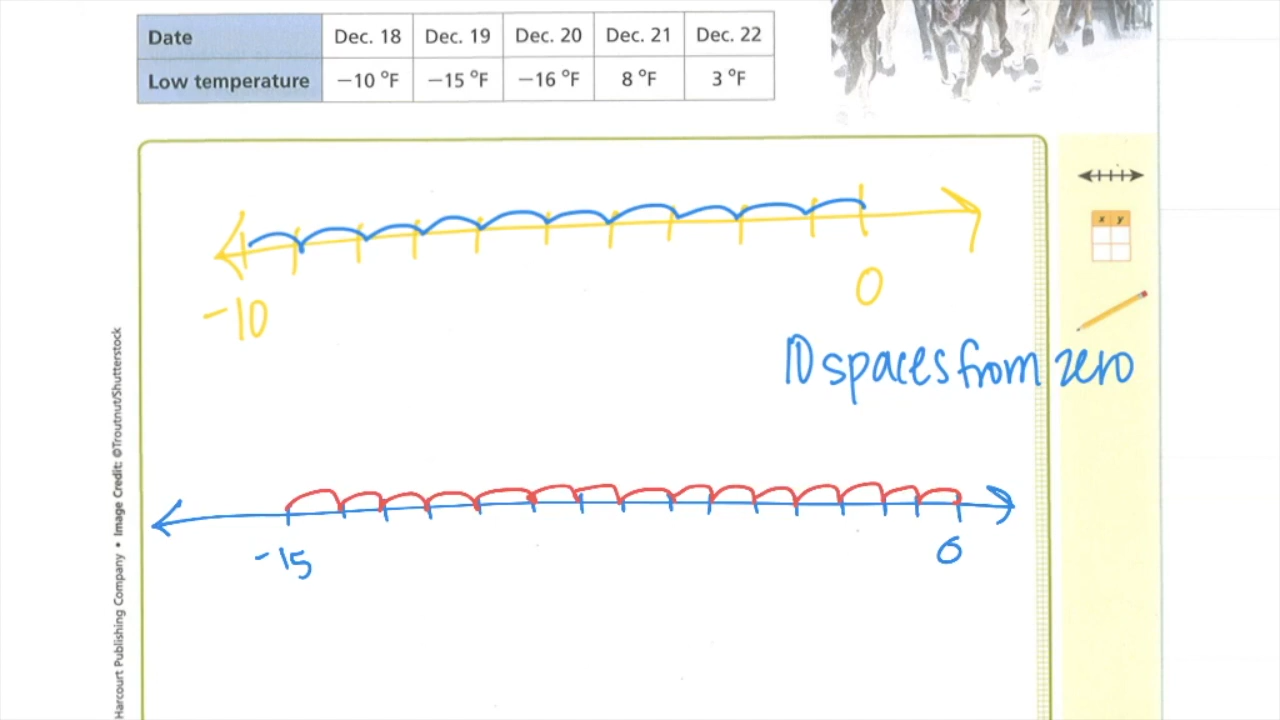 Date Dec. 18 Dec. 19 Dec. 20 Dec. 21 Dec. 22
Low temperature −10 °F −15 °F −16 °F 8 °F 3 °F
x y
-10 0
10 spaces from zero
-15 0
Harcourt Publishing Company • Image Credit: ©Troutnut/Shutterstock